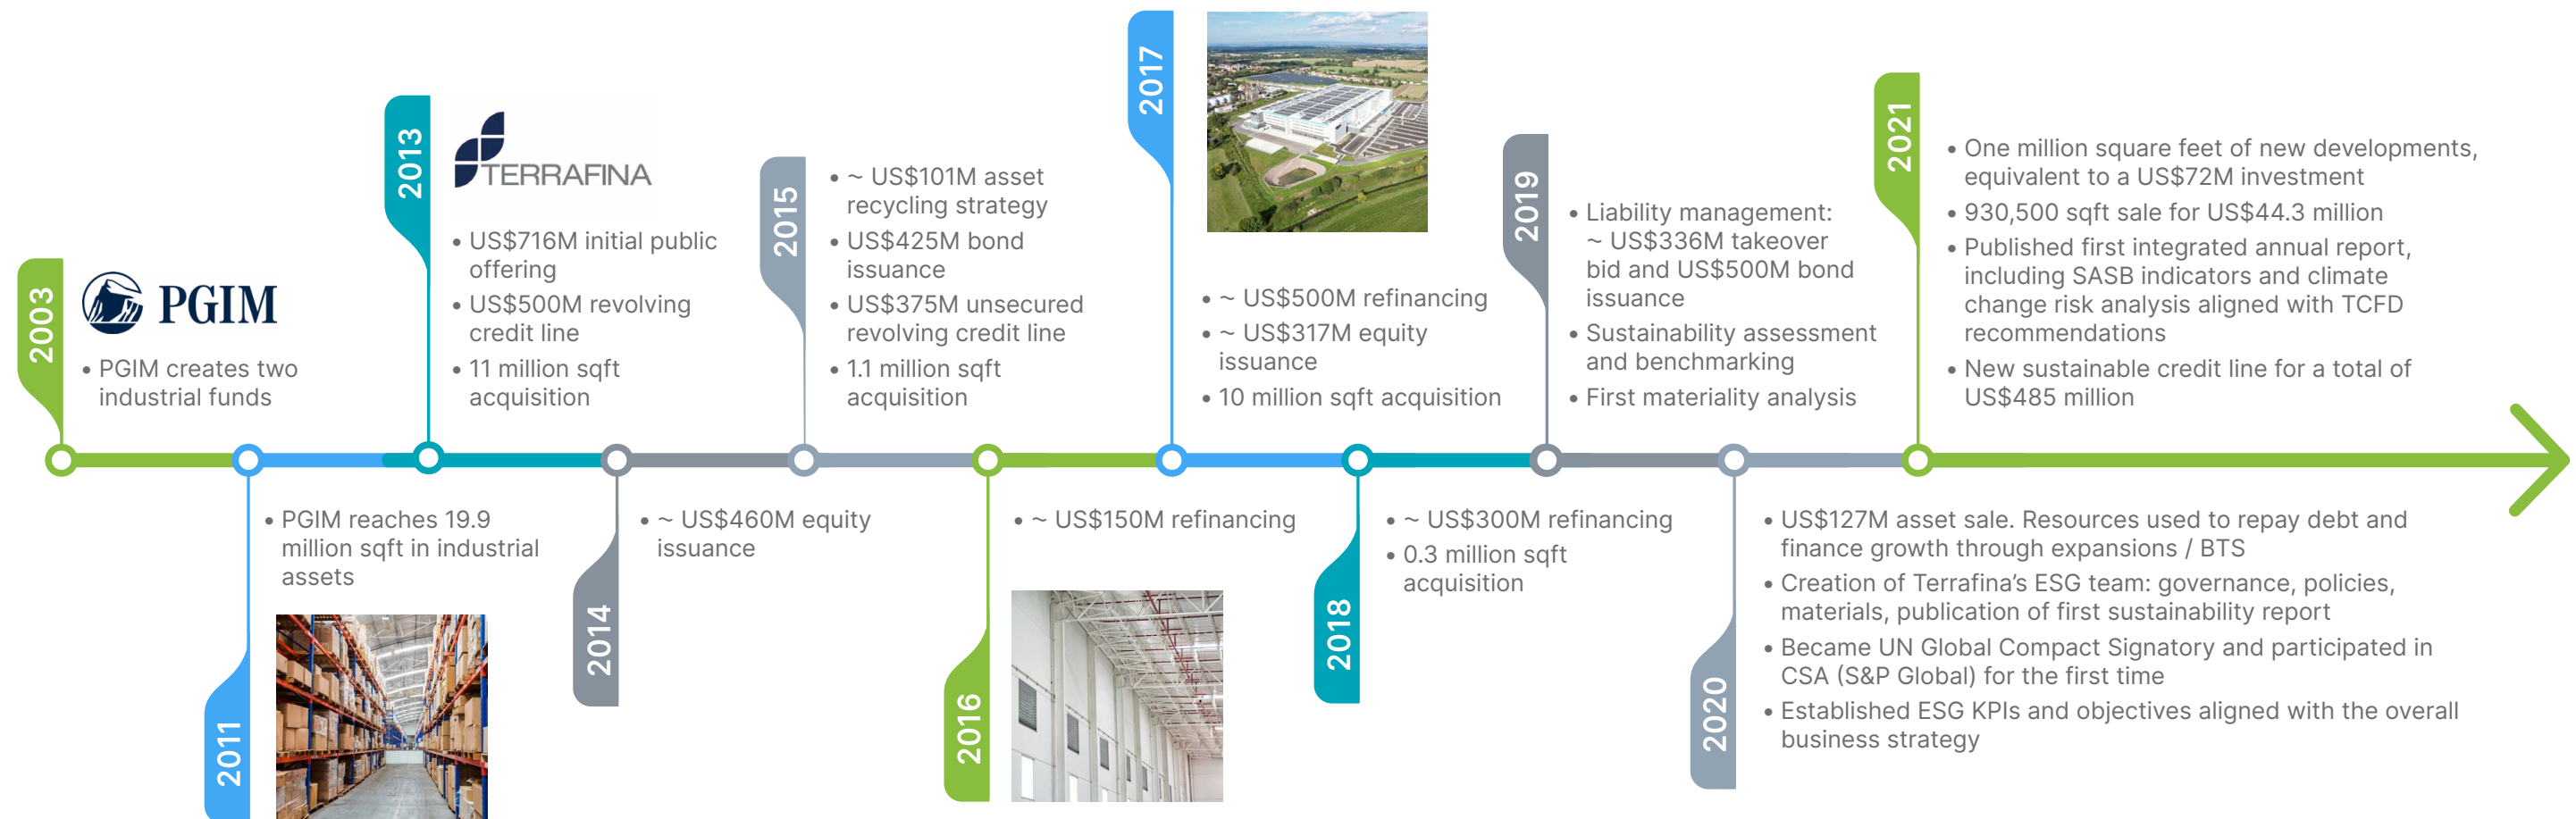 2003
PGIM
• PGIM creates two
industrial funds
2011
• PGIM reaches 19.9
million sqft in industrial
assets
2013
TERRAFINA
• US$716M initial public
offering
• US$500M revolving
credit line
• 11 million sqft
acquisition
2014
• ~ US$460M equity
issuance
2015
• ~ US$101M asset
recycling strategy
• US$425M bond
issuance
• US$375M unsecured
revolving credit line
• 1.1 million sqft
acquisition
2016
• ~ US$150M refinancing
2017
• ~ US$500M refinancing
• ~ US$317M equity
issuance
• 10 million sqft acquisition
2018
• ~ US$300M refinancing
• 0.3 million sqft
acquisition
2019
• Liability management:
~ US$336M takeover
bid and US$500M bond
issuance
• Sustainability assessment
and benchmarking
• First materiality analysis
2020
• US$127M asset sale. Resources used to repay debt and
finance growth through expansions / BTS
• Creation of Terrafina’s ESG team: governance, policies,
materials, publication of first sustainability report
• Became UN Global Compact Signatory and participated in
CSA (S&P Global) for the first time
• Established ESG KPIs and objectives aligned with the overall
business strategy
2021
• One million square feet of new developments,
equivalent to a US$72M investment
• 930,500 sqft sale for US$44.3 million
• Published first integrated annual report,
including SASB indicators and climate
change risk analysis aligned with TCFD
recommendations
• New sustainable credit line for a total of
US$485 million